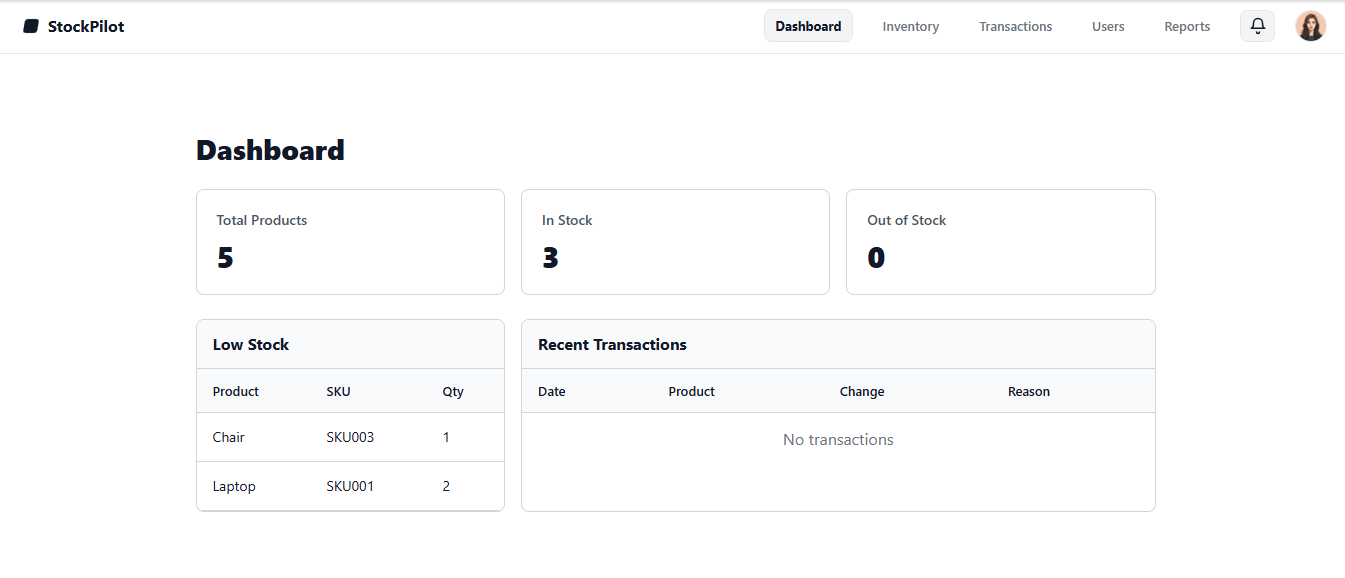 StockPilot Dashboard Inventory Transactions Users Reports
Dashboard
Total Products In Stock Out of Stock
5 3 0
Low Stock Recent Transactions
Product SKU Qty Date Product Change Reason
Chair SKU003 1 No transactions
Laptop SKU001 2